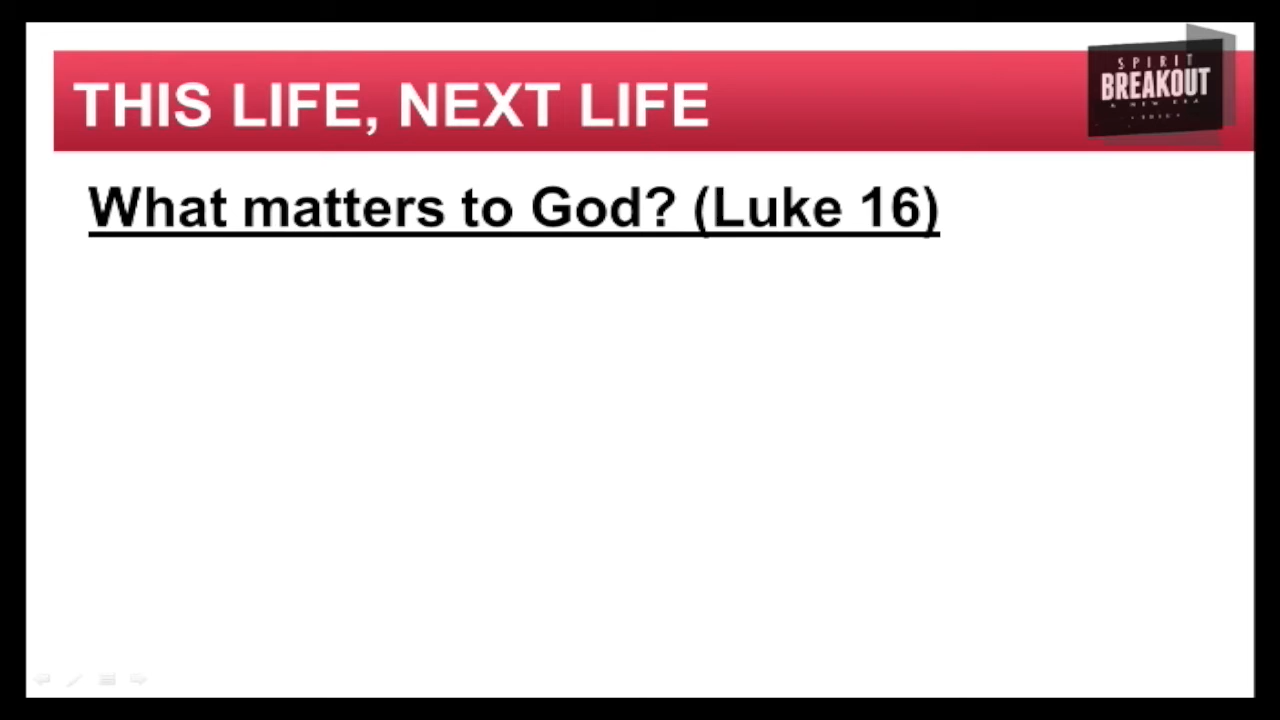 THIS LIFE, NEXT LIFE
SPIRIT
BREAKOUT
A NEW ERA
What matters to God? (Luke 16)